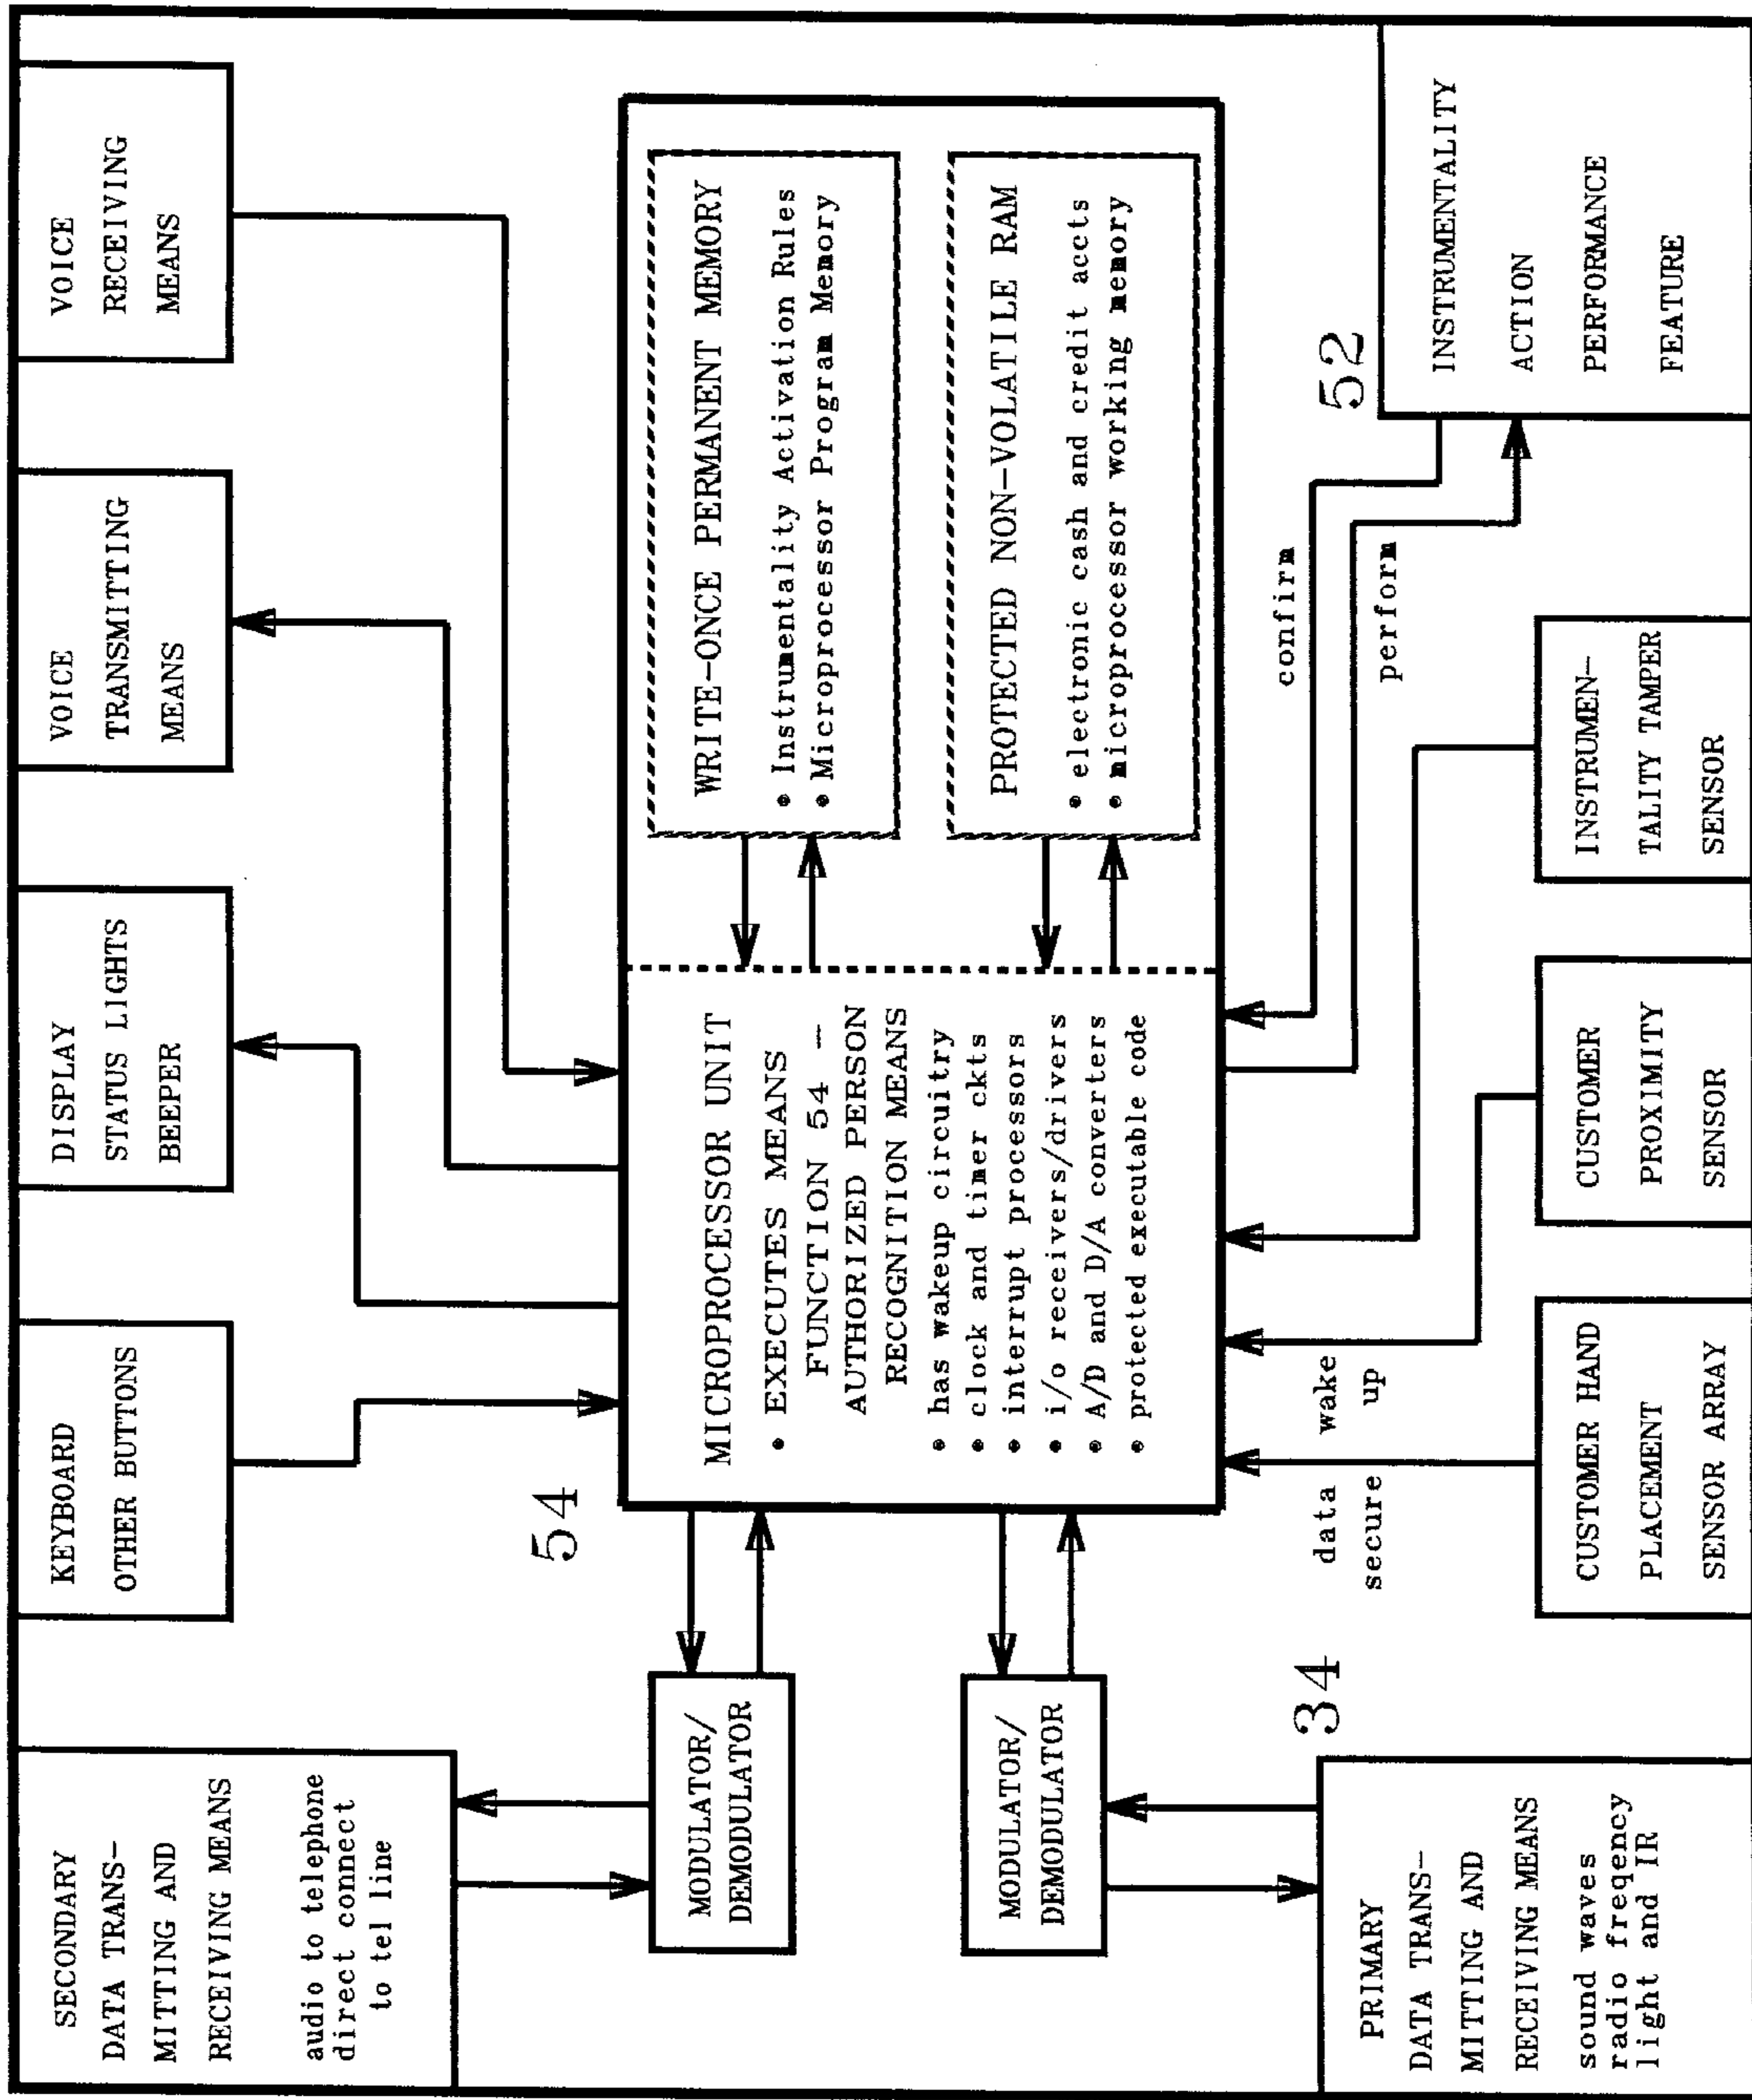 SECONDARY
DATA TRANS–
MITTING AND
RECEIVING MEANS
audio to telephone
direct connect
to tel line
KEYBOARD
OTHER BUTTONS
DISPLAY
STATUS LIGHTS
BEEPER
VOICE
TRANSMITTING
MEANS
VOICE
RECEIVING
MEANS
MODULATOR/
DEMODULATOR
54
MICROPROCESSOR UNIT
• EXECUTES MEANS
FUNCTION 54 –
AUTHORIZED PERSON
RECOGNITION MEANS
• has wakeup circuitry
• clock and timer ckts
• interrupt processors
• i/o receivers/drivers
• A/D and D/A converters
• protected executable code
WRITE–ONCE PERMANENT MEMORY
• Instrumentality Activation Rules
• Microprocessor Program Memory
PROTECTED NON–VOLATILE RAM
• electronic cash and credit accts
• microprocessor working memory
MODULATOR/
DEMODULATOR
34
PRIMARY
DATA TRANS–
MITTING AND
RECEIVING MEANS
sound waves
radio freqency
light and IR
data wake
secure up
confirm
perform
52
CUSTOMER HAND
PLACEMENT
SENSOR ARRAY
CUSTOMER
PROXIMITY
SENSOR
INSTRUMEN–
TALITY TAMPER
SENSOR
INSTRUMENTALITY
ACTION
PERFORMANCE
FEATURE